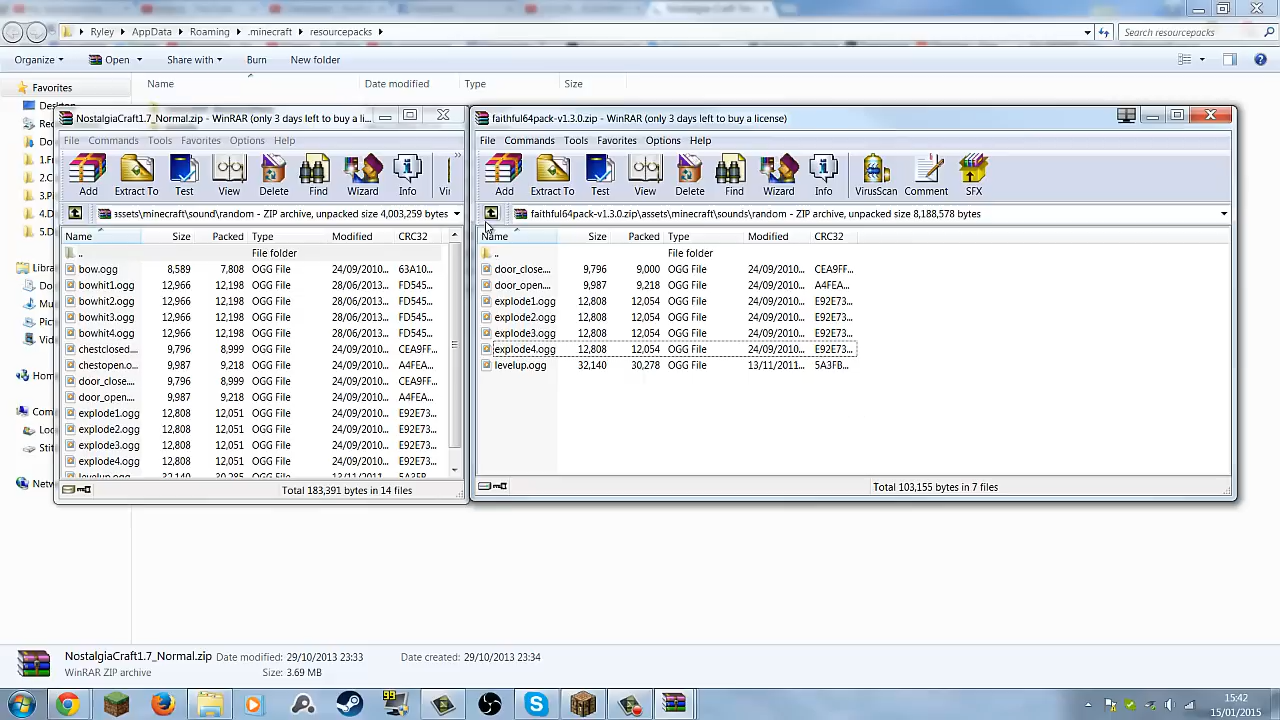 Ryley ▸ AppData ▸ Roaming ▸ .minecraft ▸ resourcepacks ▸
Search resourcepacks
Organize Open Share with Burn New folder
Name Date modified Type Size
Favorites
NostalgiaCraft1.7_Normal.zip - WinRAR (only 3 days left to buy a li...
File Commands Tools Favorites Options Help
Add Extract To Test View Delete Find Wizard Info
assets\minecraft\sound\random - ZIP archive, unpacked size 4,003,259 bytes
Name Size Packed Type Modified CRC32
.. File folder
bow.ogg 8,589 7,808 OGG File 24/09/2010... 63A10...
bowhit1.ogg 12,966 12,198 OGG File 28/06/2013... FD545...
bowhit2.ogg 12,966 12,198 OGG File 28/06/2013... FD545...
bowhit3.ogg 12,966 12,198 OGG File 28/06/2013... FD545...
bowhit4.ogg 12,966 12,198 OGG File 28/06/2013... FD545...
chestclosed.... 9,796 8,999 OGG File 24/09/2010... CEA9FF...
chestopen.o... 9,987 9,218 OGG File 24/09/2010... A4FEA...
door_close.... 9,796 8,999 OGG File 24/09/2010... CEA9FF...
door_open.... 9,987 9,218 OGG File 24/09/2010... A4FEA...
explode1.ogg 12,808 12,051 OGG File 24/09/2010... E92E73...
explode2.ogg 12,808 12,051 OGG File 24/09/2010... E92E73...
explode3.ogg 12,808 12,051 OGG File 24/09/2010... E92E73...
explode4.ogg 12,808 12,051 OGG File 24/09/2010... E92E73...
levelup.ogg 32,140 30,285 OGG File 13/11/2011... 5A3FB...
Total 183,391 bytes in 14 files
faithful64pack-v1.3.0.zip - WinRAR (only 3 days left to buy a license)
File Commands Tools Favorites Options Help
Add Extract To Test View Delete Find Wizard Info VirusScan Comment SFX
faithful64pack-v1.3.0.zip\assets\minecraft\sounds\random - ZIP archive, unpacked size 8,188,578 bytes
Name Size Packed Type Modified CRC32
.. File folder
door_close.... 9,796 9,000 OGG File 24/09/2010... CEA9FF...
door_open.... 9,987 9,218 OGG File 24/09/2010... A4FEA...
explode1.ogg 12,808 12,054 OGG File 24/09/2010... E92E73...
explode2.ogg 12,808 12,054 OGG File 24/09/2010... E92E73...
explode3.ogg 12,808 12,054 OGG File 24/09/2010... E92E73...
explode4.ogg 12,808 12,054 OGG File 24/09/2010... E92E73...
levelup.ogg 32,140 30,278 OGG File 13/11/2011... 5A3FB...
Total 103,155 bytes in 7 files
NostalgiaCraft1.7_Normal.zip Date modified: 29/10/2013 23:33 Date created: 29/10/2013 23:34
WinRAR ZIP archive Size: 3.69 MB
99
15:42
15/01/2015